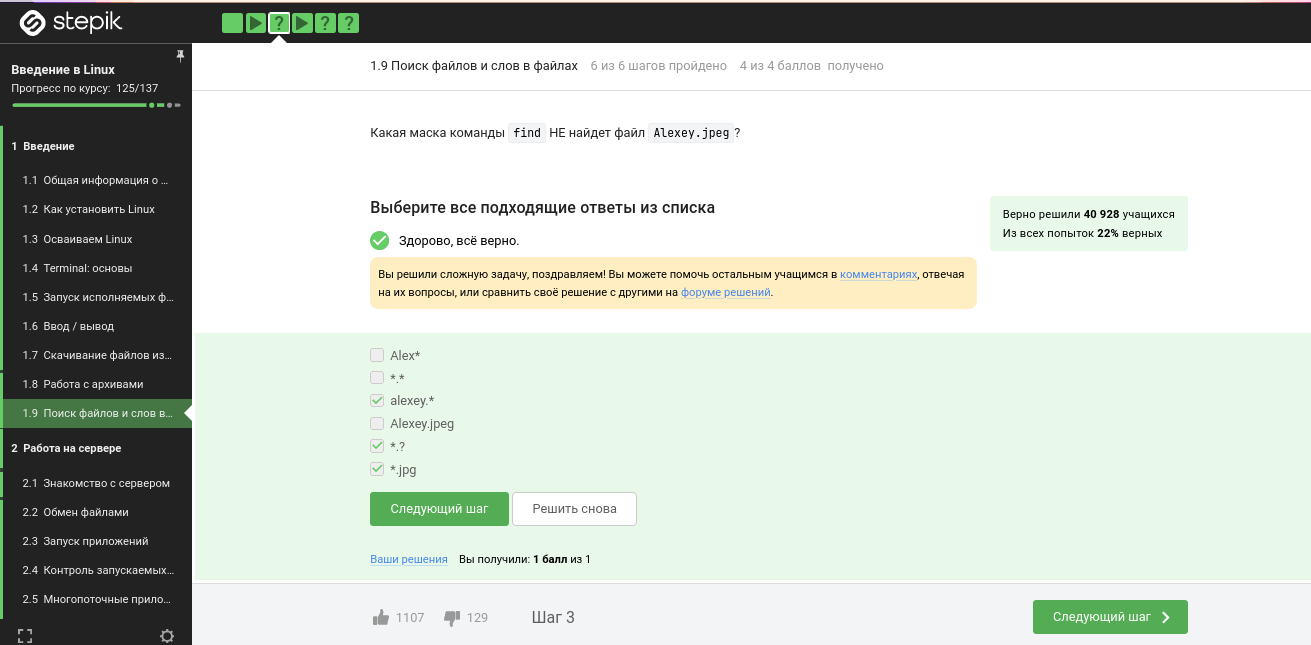 stepik
? ? ?
Введение в Linux
Прогресс по курсу: 125/137
1 Введение
1.1 Общая информация о ...
1.2 Как установить Linux
1.3 Осваиваем Linux
1.4 Terminal: основы
1.5 Запуск исполняемых ф...
1.6 Ввод / вывод
1.7 Скачивание файлов из...
1.8 Работа с архивами
1.9 Поиск файлов и слов в...
2 Работа на сервере
2.1 Знакомство с сервером
2.2 Обмен файлами
2.3 Запуск приложений
2.4 Контроль запускаемых...
2.5 Многопоточные прило...
1.9 Поиск файлов и слов в файлах 6 из 6 шагов пройдено 4 из 4 баллов получено
Какая маска команды find НЕ найдет файл Alexey.jpeg ?
Выберите все подходящие ответы из списка
Здорово, всё верно.
Вы решили сложную задачу, поздравляем! Вы можете помочь остальным учащимся в комментариях, отвечая
на их вопросы, или сравнить своё решение с другими на форуме решений.
Верно решили 40 928 учащихся
Из всех попыток 22% верных
Alex*
*.*
alexey.*
Alexey.jpeg
*.?
*.jpg
Следующий шаг Решить снова
Ваши решения Вы получили: 1 балл из 1
1107 129 Шаг 3 Следующий шаг